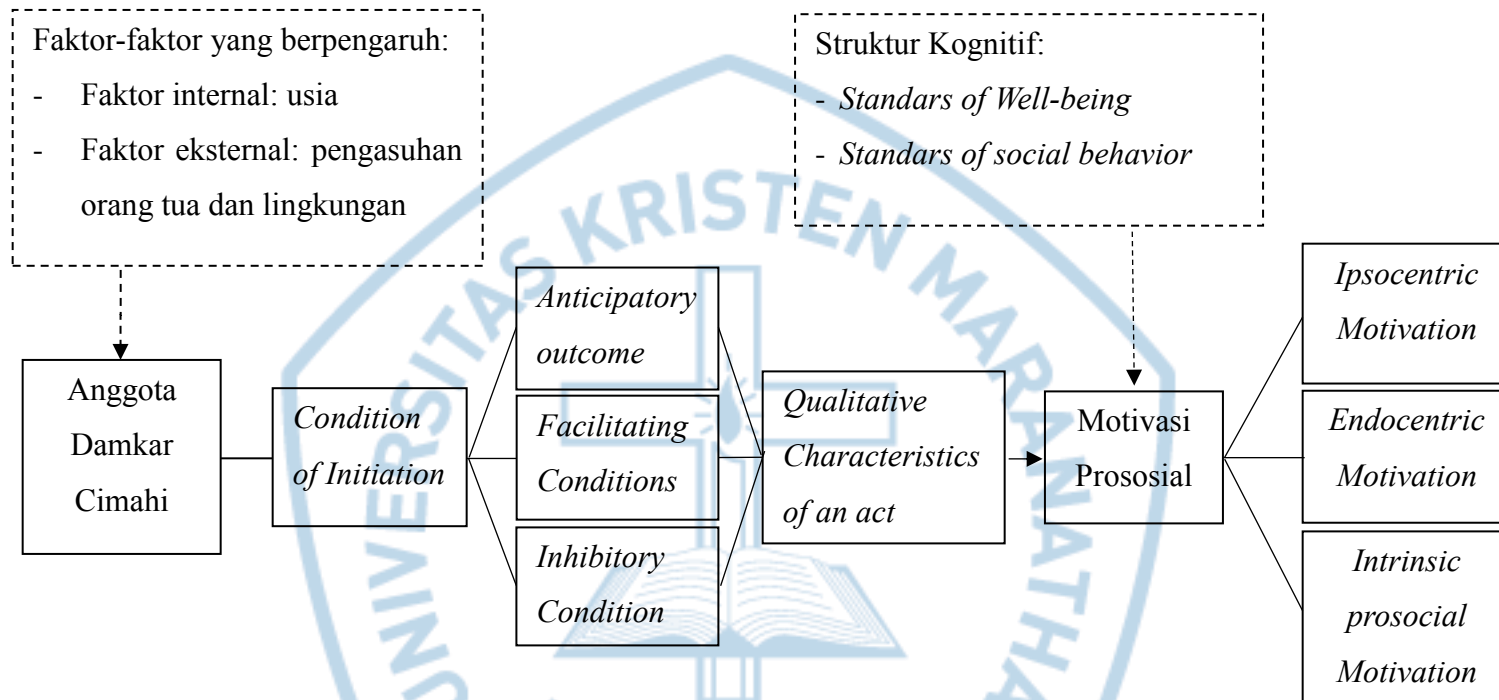 Faktor-faktor yang berpengaruh:
- Faktor internal: usia
- Faktor eksternal: pengasuhan
orang tua dan lingkungan
Struktur Kognitif:
- Standars of Well-being
- Standars of social behavior
Anggota
Damkar
Cimahi
Condition
of Initiation
Anticipatory
outcome
Facilitating
Conditions
Inhibitory
Condition
Qualitative
Characteristics
of an act
Motivasi
Prososial
Ipsocentric
Motivation
Endocentric
Motivation
Intrinsic
prosocial
Motivation
UNIVERSITAS KRISTEN MARANATHA